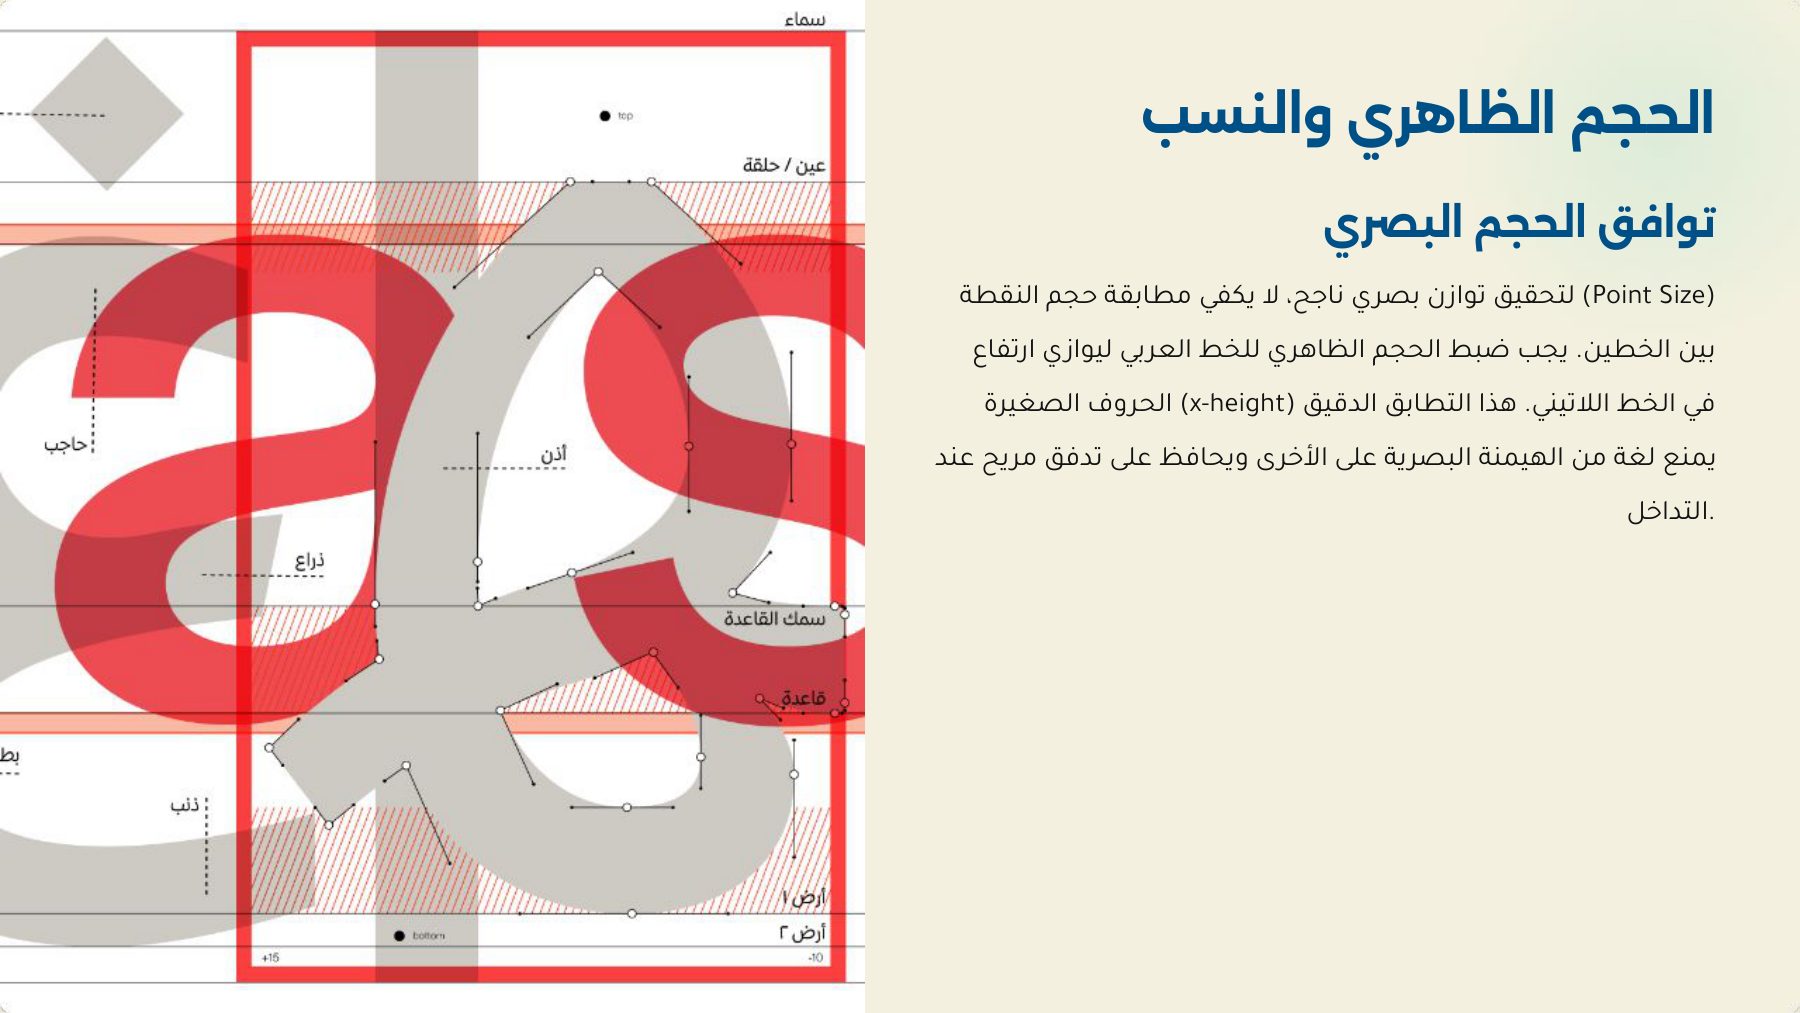 الحجم الظاهري والنسب
توافق الحجم البصري
(Point Size) لتحقيق توازن بصري ناجح، لا يكفي مطابقة حجم النقطة
بين الخطين. يجب ضبط الحجم الظاهري للخط العربي ليوازي ارتفاع
في الخط اللاتيني. هذا التطابق الدقيق (x-height) الحروف الصغيرة
يمنع لغة من الهيمنة البصرية على الأخرى ويحافظ على تدفق مريح عند
.التداخل
سماء
top
عين / حلقة
حاجب
أذن
ذراع
سمك القاعدة
قاعدة
بط
ذنب
أرض ١
أرض ٢
bottom
+15
-10
a
s